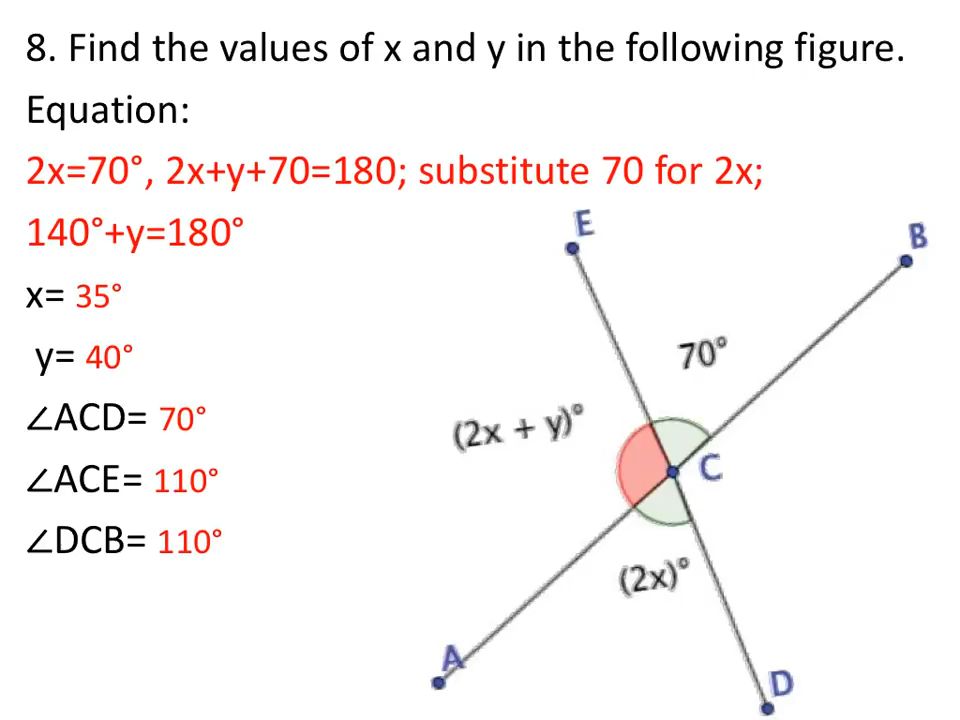 8. Find the values of x and y in the following figure.
Equation:
2x=70°, 2x+y+70=180; substitute 70 for 2x;
140°+y=180°
x= 35°
y= 40°
∠ACD= 70°
∠ACE= 110°
∠DCB= 110°
E
B
70°
(2x + y)°
C
(2x)°
A
D